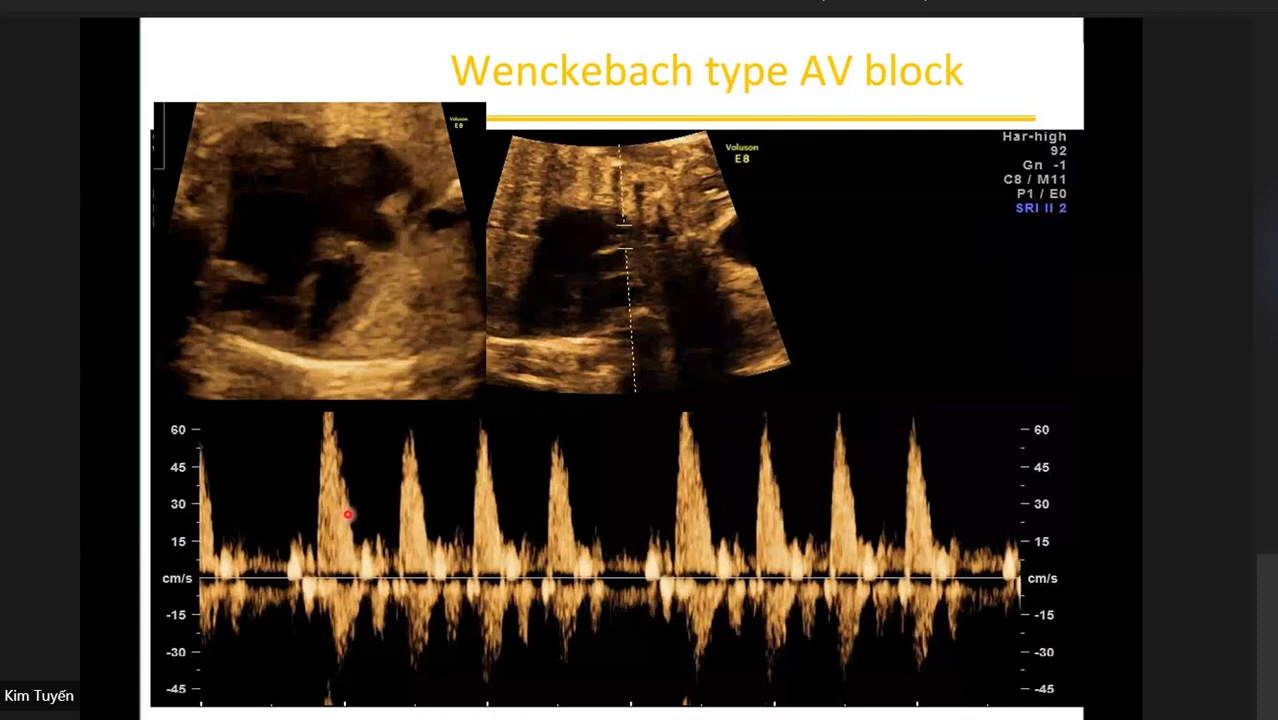 Wenckebach type AV block
Voluson
E8
Voluson
E8
Har-high
92
Gn -1
C8 / M11
P1 / E0
SRI II 2
60
45
30
15
cm/s
-15
-30
-45
60
45
30
15
cm/s
-15
-30
-45
Kim Tuyến